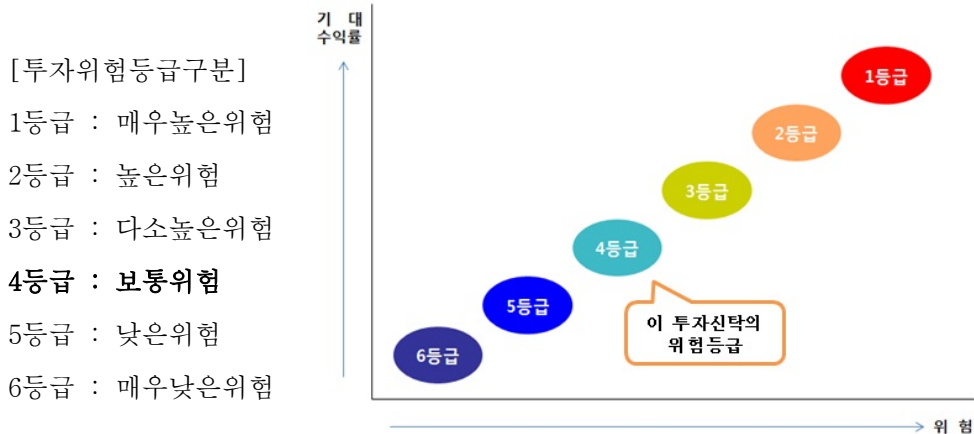 [투자위험등급구분]
1등급 : 매우높은위험
2등급 : 높은위험
3등급 : 다소높은위험
4등급 : 보통위험
5등급 : 낮은위험
6등급 : 매우낮은위험
기 대
수익률
1등급
2등급
3등급
4등급
5등급
6등급
이 투자신탁의
위험등급
위 험